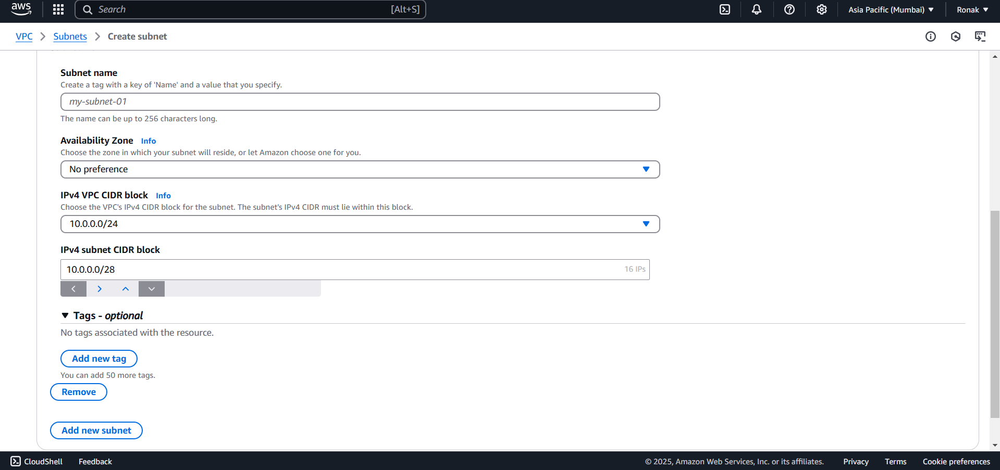 aws
Search [Alt+S] Asia Pacific (Mumbai) Ronak
VPC Subnets Create subnet
Subnet name
Create a tag with a key of 'Name' and a value that you specify.
my-subnet-01
The name can be up to 256 characters long.
Availability Zone Info
Choose the zone in which your subnet will reside, or let Amazon choose one for you.
No preference
IPv4 VPC CIDR block Info
Choose the VPC's IPv4 CIDR block for the subnet. The subnet's IPv4 CIDR must lie within this block.
10.0.0.0/24
IPv4 subnet CIDR block
10.0.0.0/28 16 IPs
Tags - optional
No tags associated with the resource.
Add new tag
You can add 50 more tags.
Remove
Add new subnet
CloudShell Feedback © 2025, Amazon Web Services, Inc. or its affiliates. Privacy Terms Cookie preferences